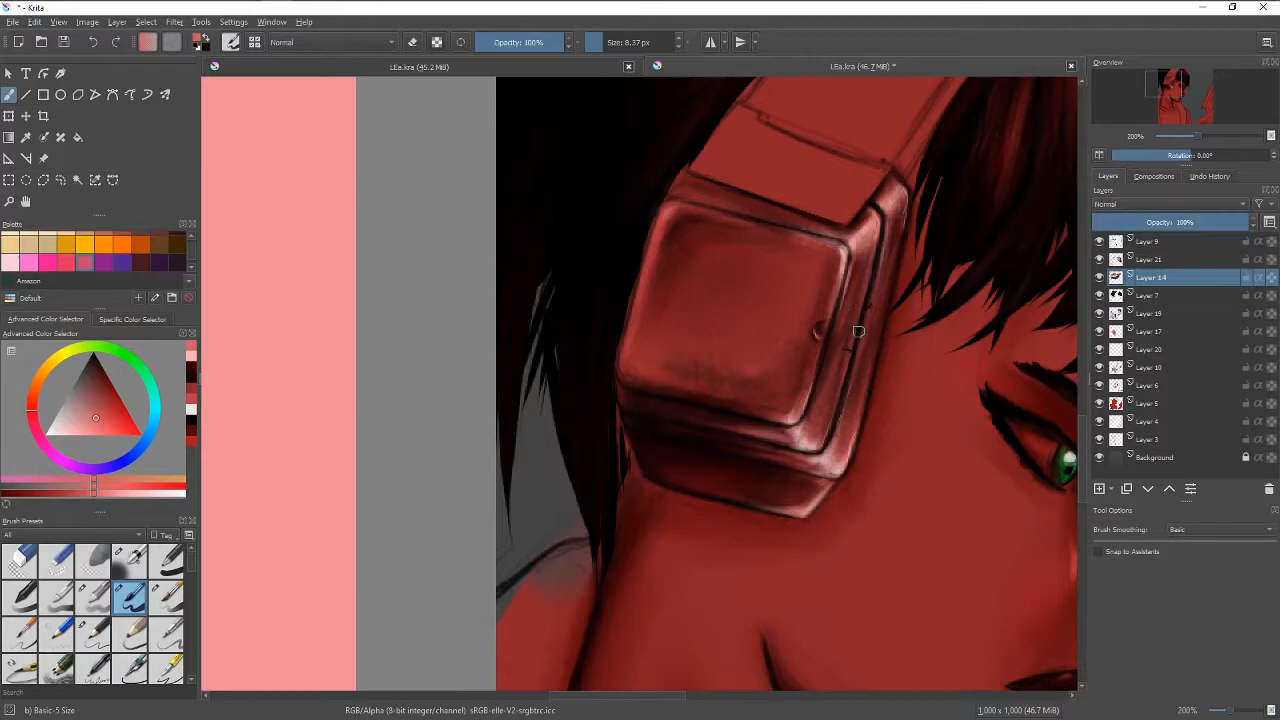 * - Krita
File Edit View Image Layer Select Filter Tools Settings Window Help
Normal Opacity: 100% Size: 8.37 px
LEa.kra (45.2 MiB) LEa.kra (46.7 MiB) *
Overview
200%
Rotation: 0.00°
Layers Compositions Undo History
Layers
Normal
Opacity: 100%
Layer 9
Layer 21
Layer 14
Layer 7
Layer 19
Layer 17
Layer 20
Layer 10
Layer 6
Layer 5
Layer 4
Layer 3
Background
Tool Options
Brush Smoothing: Basic
Snap to Assistants
Palette
Amazon
Default
Advanced Color Selector Specific Color Selector
Advanced Color Selector
Brush Presets
All Tag
Search
b) Basic-5 Size RGB/Alpha (8-bit integer/channel) sRGB-elle-V2-srgbtrc.icc 1,000 x 1,000 (46.7 MiB) 200%